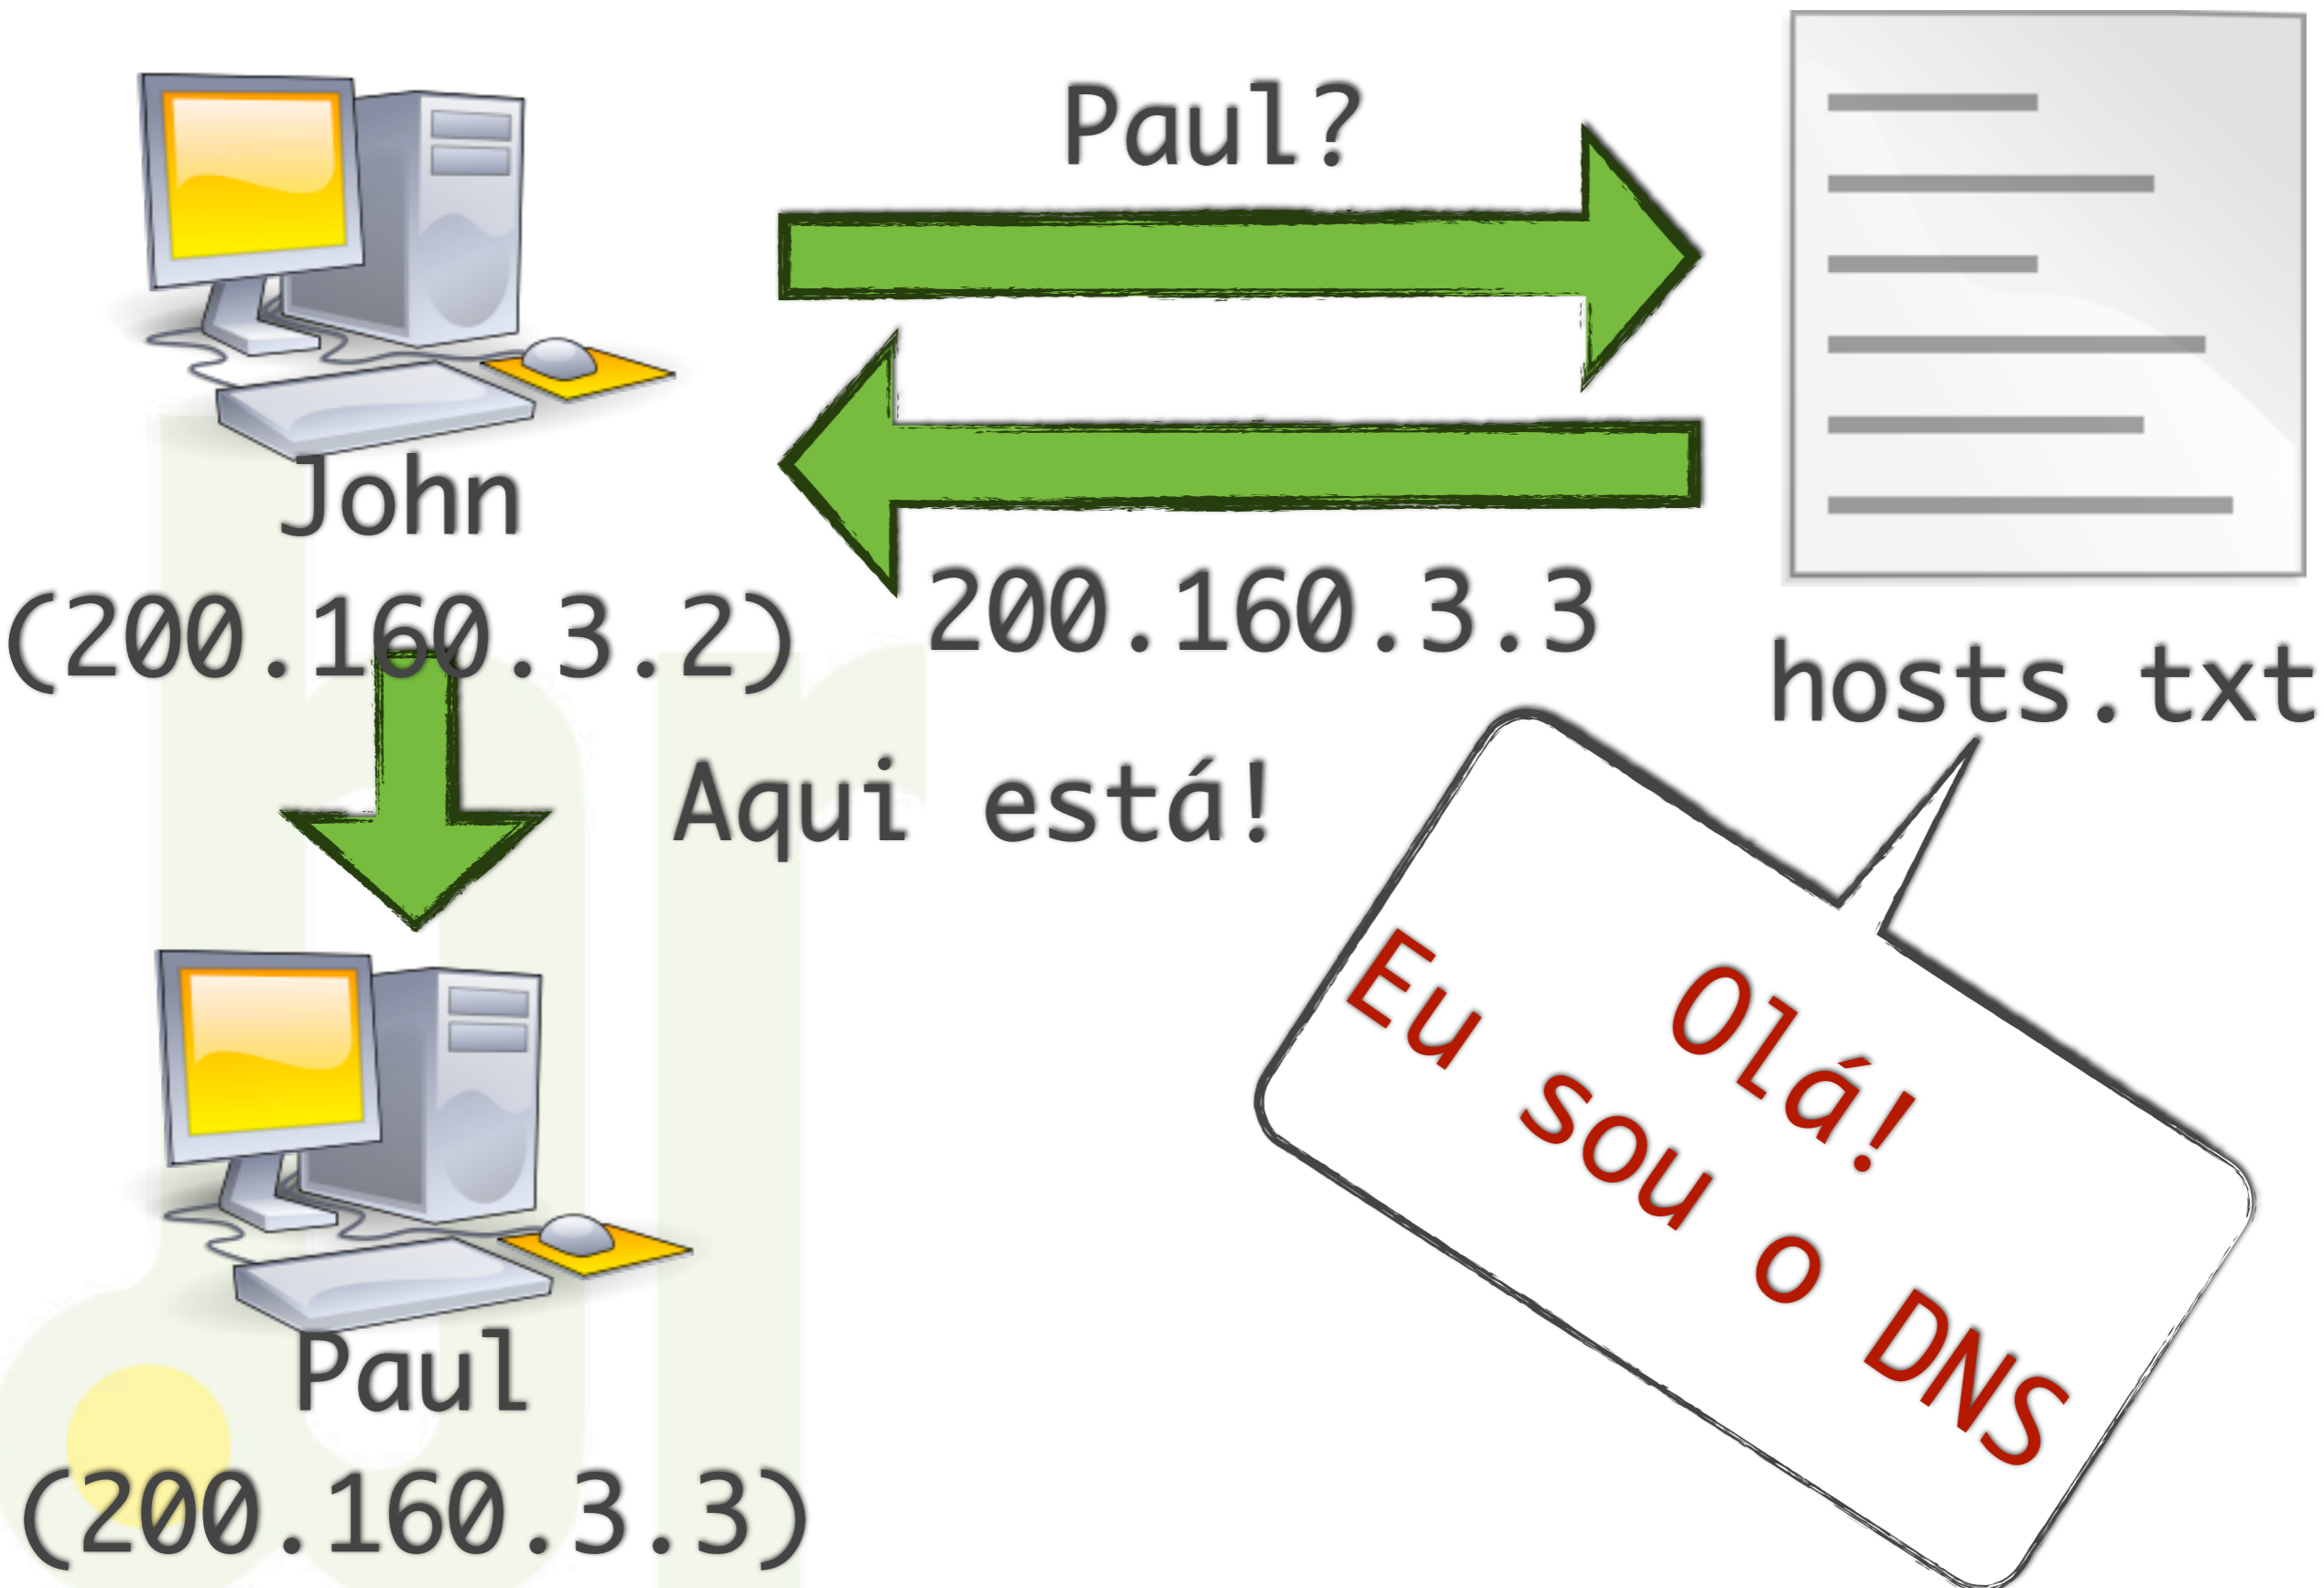 Paul?
John
(200.160.3.2)
200.160.3.3
hosts.txt
Aqui está!
Olá!
Eu sou o DNS
Paul
(200.160.3.3)